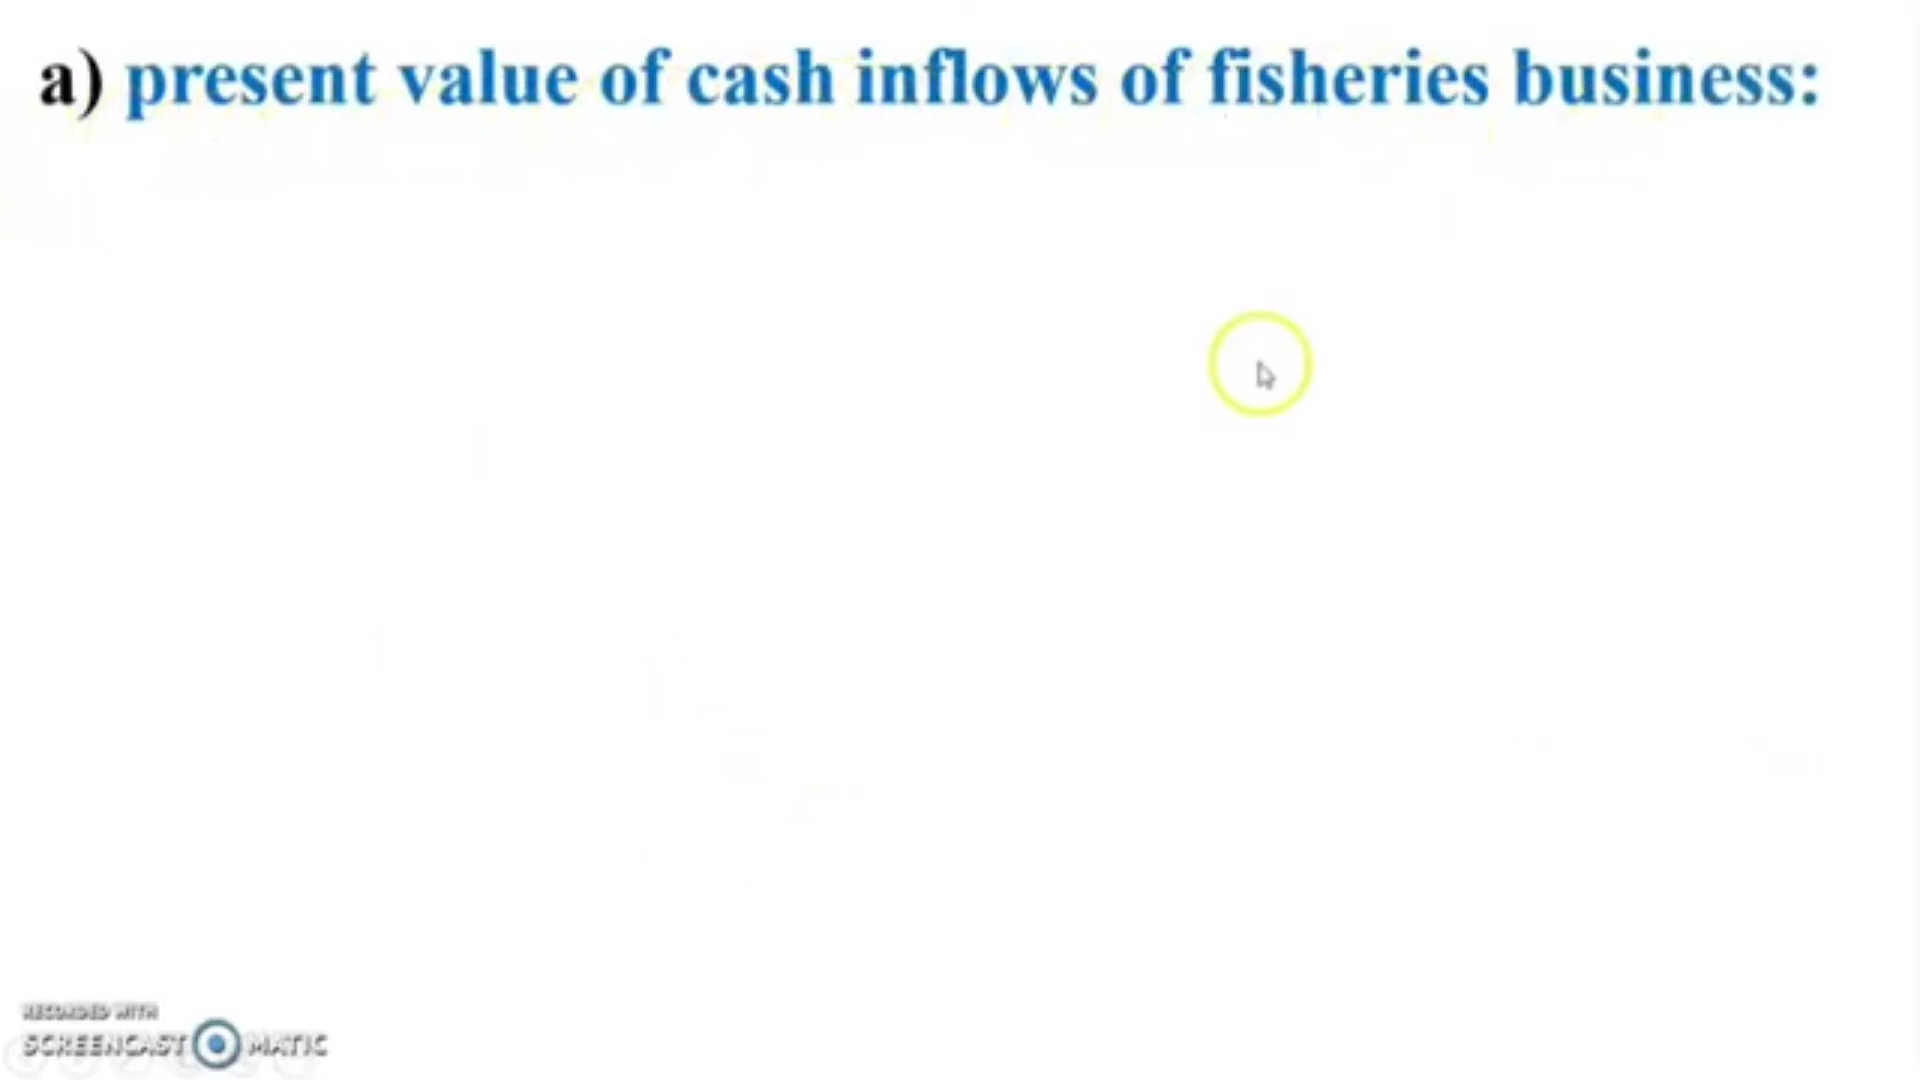 a) present value of cash inflows of fisheries business:
RECORDED WITH
SCREENCAST MATIC